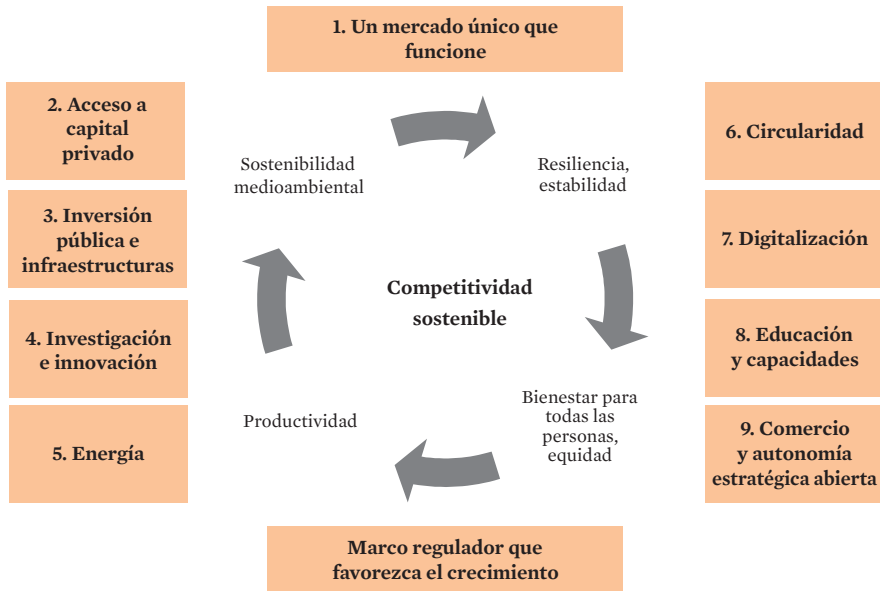 1. Un mercado único que
funcione
2. Acceso a
capital
privado
3. Inversión
pública e
infraestructuras
4. Investigación
e innovación
5. Energía
Sostenibilidad
medioambiental
Resiliencia,
estabilidad
Competitividad
sostenible
Productividad
Bienestar para
todas las
personas,
equidad
6. Circularidad
7. Digitalización
8. Educación
y capacidades
9. Comercio
y autonomía
estratégica abierta
Marco regulador que
favorezca el crecimiento